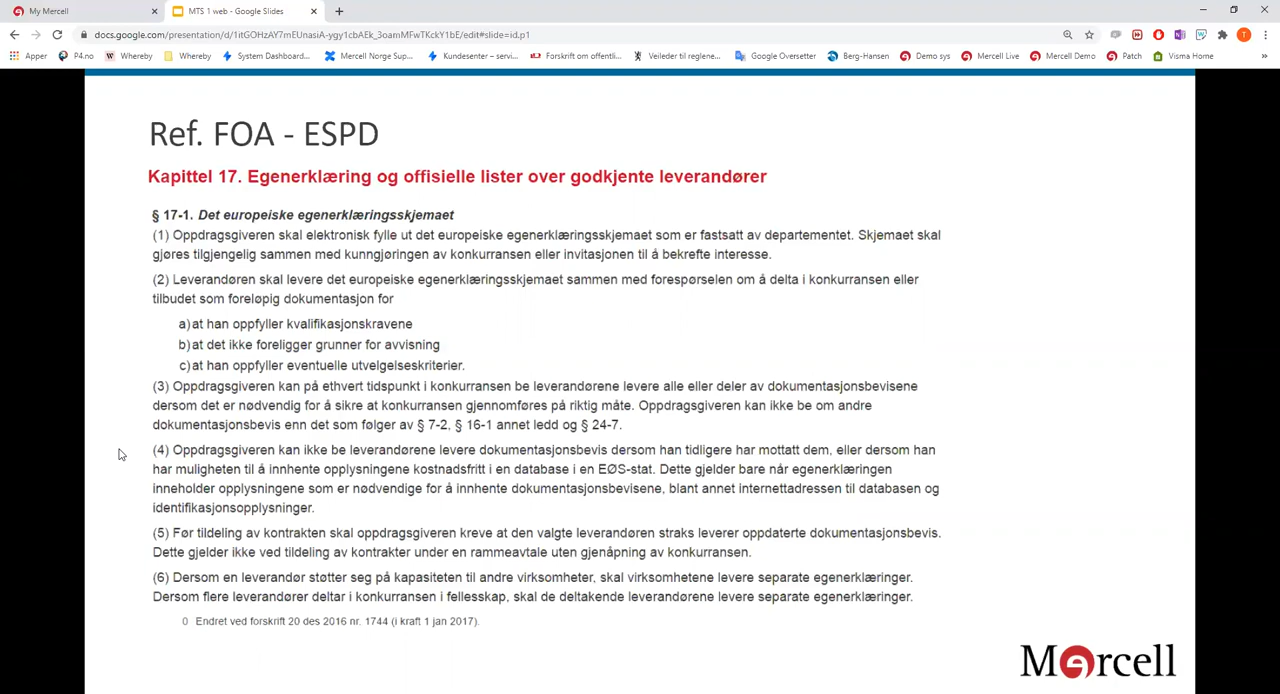 My Mercell
MTS 1 web - Google Slides
docs.google.com/presentation/d/1itGOHzAY7mEUnasiA-ygy1cbAEk_3oamMFwTKckY1bE/edit#slide=id.p1
Apper P4.no Whereby Whereby System Dashboard... Mercell Norge Sup... Kundesenter – servi... Forskrift om offentl... Veileder til reglene... Google Oversetter Berg-Hansen Demo sys Mercell Live Mercell Demo Patch Visma Home »
Ref. FOA - ESPD
Kapittel 17. Egenerklæring og offisielle lister over godkjente leverandører
§ 17-1. Det europeiske egenerklæringsskjemaet
(1) Oppdragsgiveren skal elektronisk fylle ut det europeiske egenerklæringsskjemaet som er fastsatt av departementet. Skjemaet skal
gjøres tilgjengelig sammen med kunngjøringen av konkurransen eller invitasjonen til å bekrefte interesse.
(2) Leverandøren skal levere det europeiske egenerklæringsskjemaet sammen med forespørselen om å delta i konkurransen eller
tilbudet som foreløpig dokumentasjon for
a) at han oppfyller kvalifikasjonskravene
b) at det ikke foreligger grunner for avvisning
c) at han oppfyller eventuelle utvelgelseskriterier.
(3) Oppdragsgiveren kan på ethvert tidspunkt i konkurransen be leverandørene levere alle eller deler av dokumentasjonsbevisene
dersom det er nødvendig for å sikre at konkurransen gjennomføres på riktig måte. Oppdragsgiveren kan ikke be om andre
dokumentasjonsbevis enn det som følger av § 7-2, § 16-1 annet ledd og § 24-7.
(4) Oppdragsgiveren kan ikke be leverandørene levere dokumentasjonsbevis dersom han tidligere har mottatt dem, eller dersom han
har muligheten til å innhente opplysningene kostnadsfritt i en database i en EØS-stat. Dette gjelder bare når egenerklæringen
inneholder opplysningene som er nødvendige for å innhente dokumentasjonsbevisene, blant annet internettadressen til databasen og
identifikasjonsopplysninger.
(5) Før tildeling av kontrakten skal oppdragsgiveren kreve at den valgte leverandøren straks leverer oppdaterte dokumentasjonsbevis.
Dette gjelder ikke ved tildeling av kontrakter under en rammeavtale uten gjenåpning av konkurransen.
(6) Dersom en leverandør støtter seg på kapasiteten til andre virksomheter, skal virksomhetene levere separate egenerklæringer.
Dersom flere leverandører deltar i konkurransen i fellesskap, skal de deltakende leverandørene levere separate egenerklæringer.
0 Endret ved forskrift 20 des 2016 nr. 1744 (i kraft 1 jan 2017).
Mercell